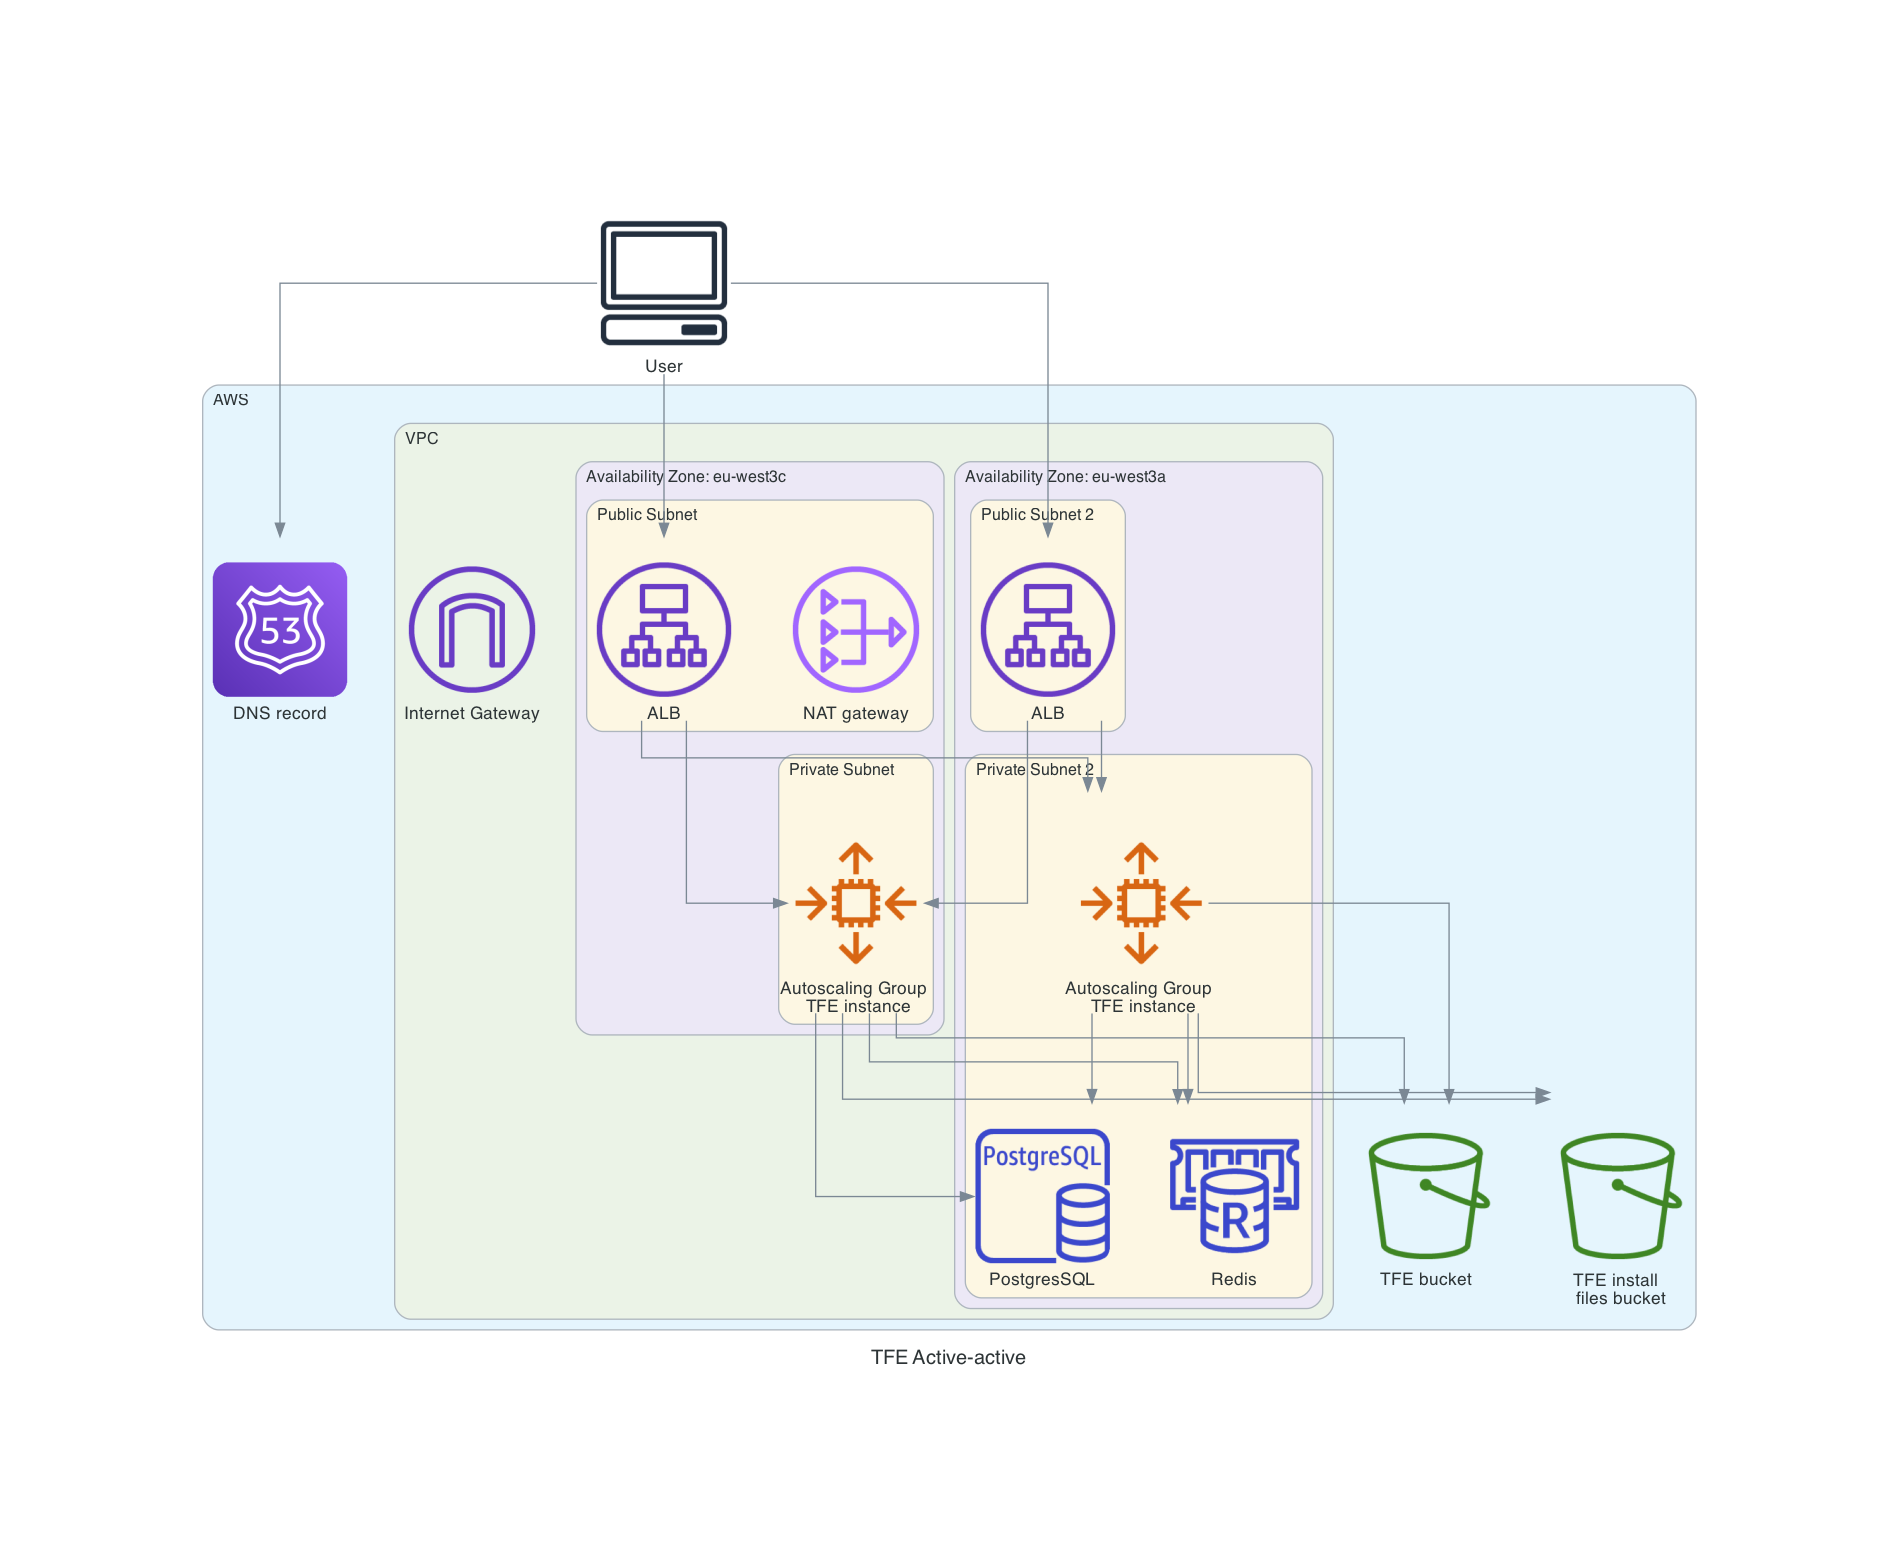 User
AWS
VPC
Availability Zone: eu-west3c
Availability Zone: eu-west3a
Public Subnet
Public Subnet 2
53
DNS record
Internet Gateway
ALB
NAT gateway
ALB
Private Subnet
Private Subnet 2
Autoscaling Group
TFE instance
Autoscaling Group
TFE instance
PostgreSQL
R
PostgresSQL
Redis
TFE bucket
TFE install
files bucket
TFE Active-active